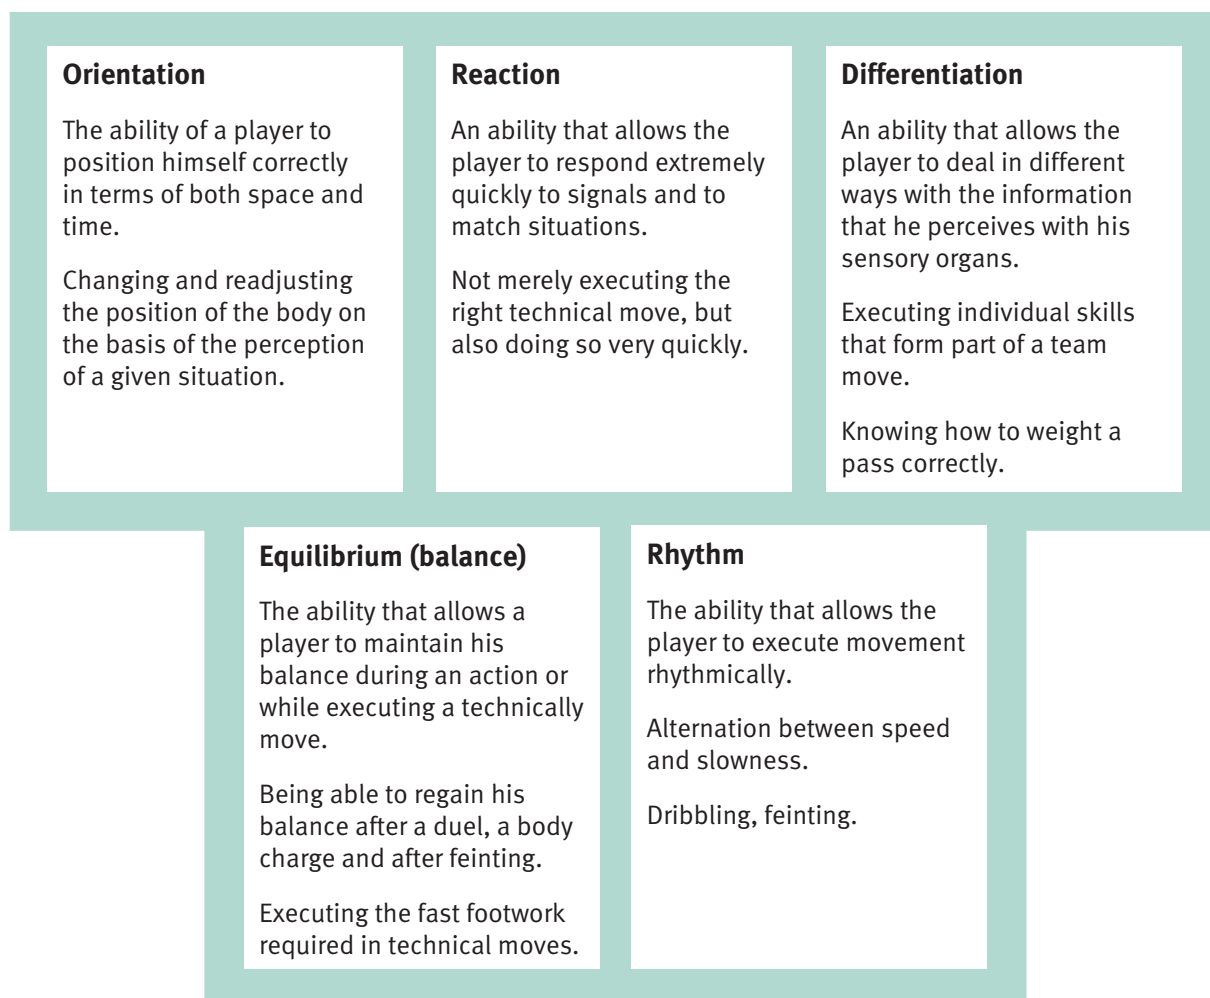 Orientation
The ability of a player to
position himself correctly
in terms of both space and
time.
Changing and readjusting
the position of the body on
the basis of the perception
of a given situation.
Reaction
An ability that allows the
player to respond extremely
quickly to signals and to
match situations.
Not merely executing the
right technical move, but
also doing so very quickly.
Differentiation
An ability that allows the
player to deal in different
ways with the information
that he perceives with his
sensory organs.
Executing individual skills
that form part of a team
move.
Knowing how to weight a
pass correctly.
Equilibrium (balance)
The ability that allows a
player to maintain his
balance during an action or
while executing a technically
move.
Being able to regain his
balance after a duel, a body
charge and after feinting.
Executing the fast footwork
required in technical moves.
Rhythm
The ability that allows the
player to execute movement
rhythmically.
Alternation between speed
and slowness.
Dribbling, feinting.